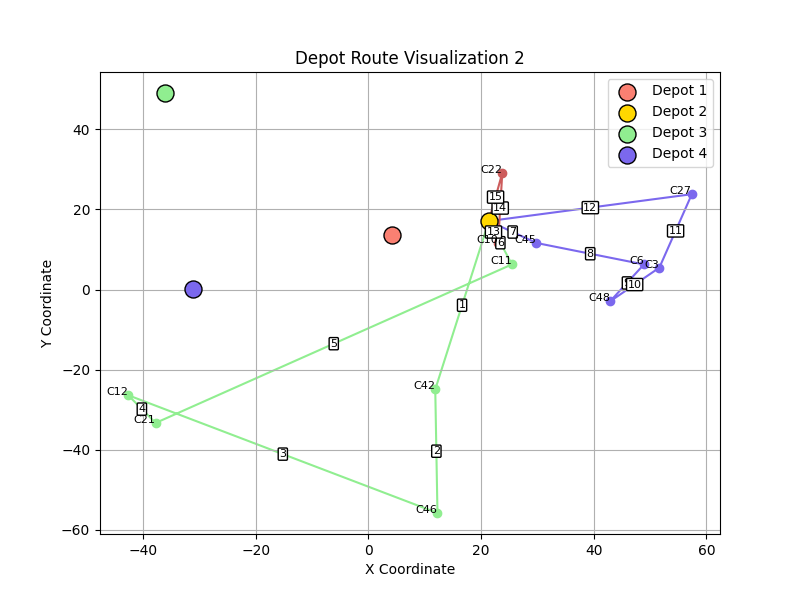 Depot Route Visualization 2
Depot 1
Depot 2
Depot 3
Depot 4
Y Coordinate
40
20
0
−20
−40
−60
−40
−20
0
20
40
60
X Coordinate
C22
C27
15
14
12
13
7
6
C45
11
C11
8
C6
C3
10
C48
1
5
C42
C12
4
C21
3
2
C46